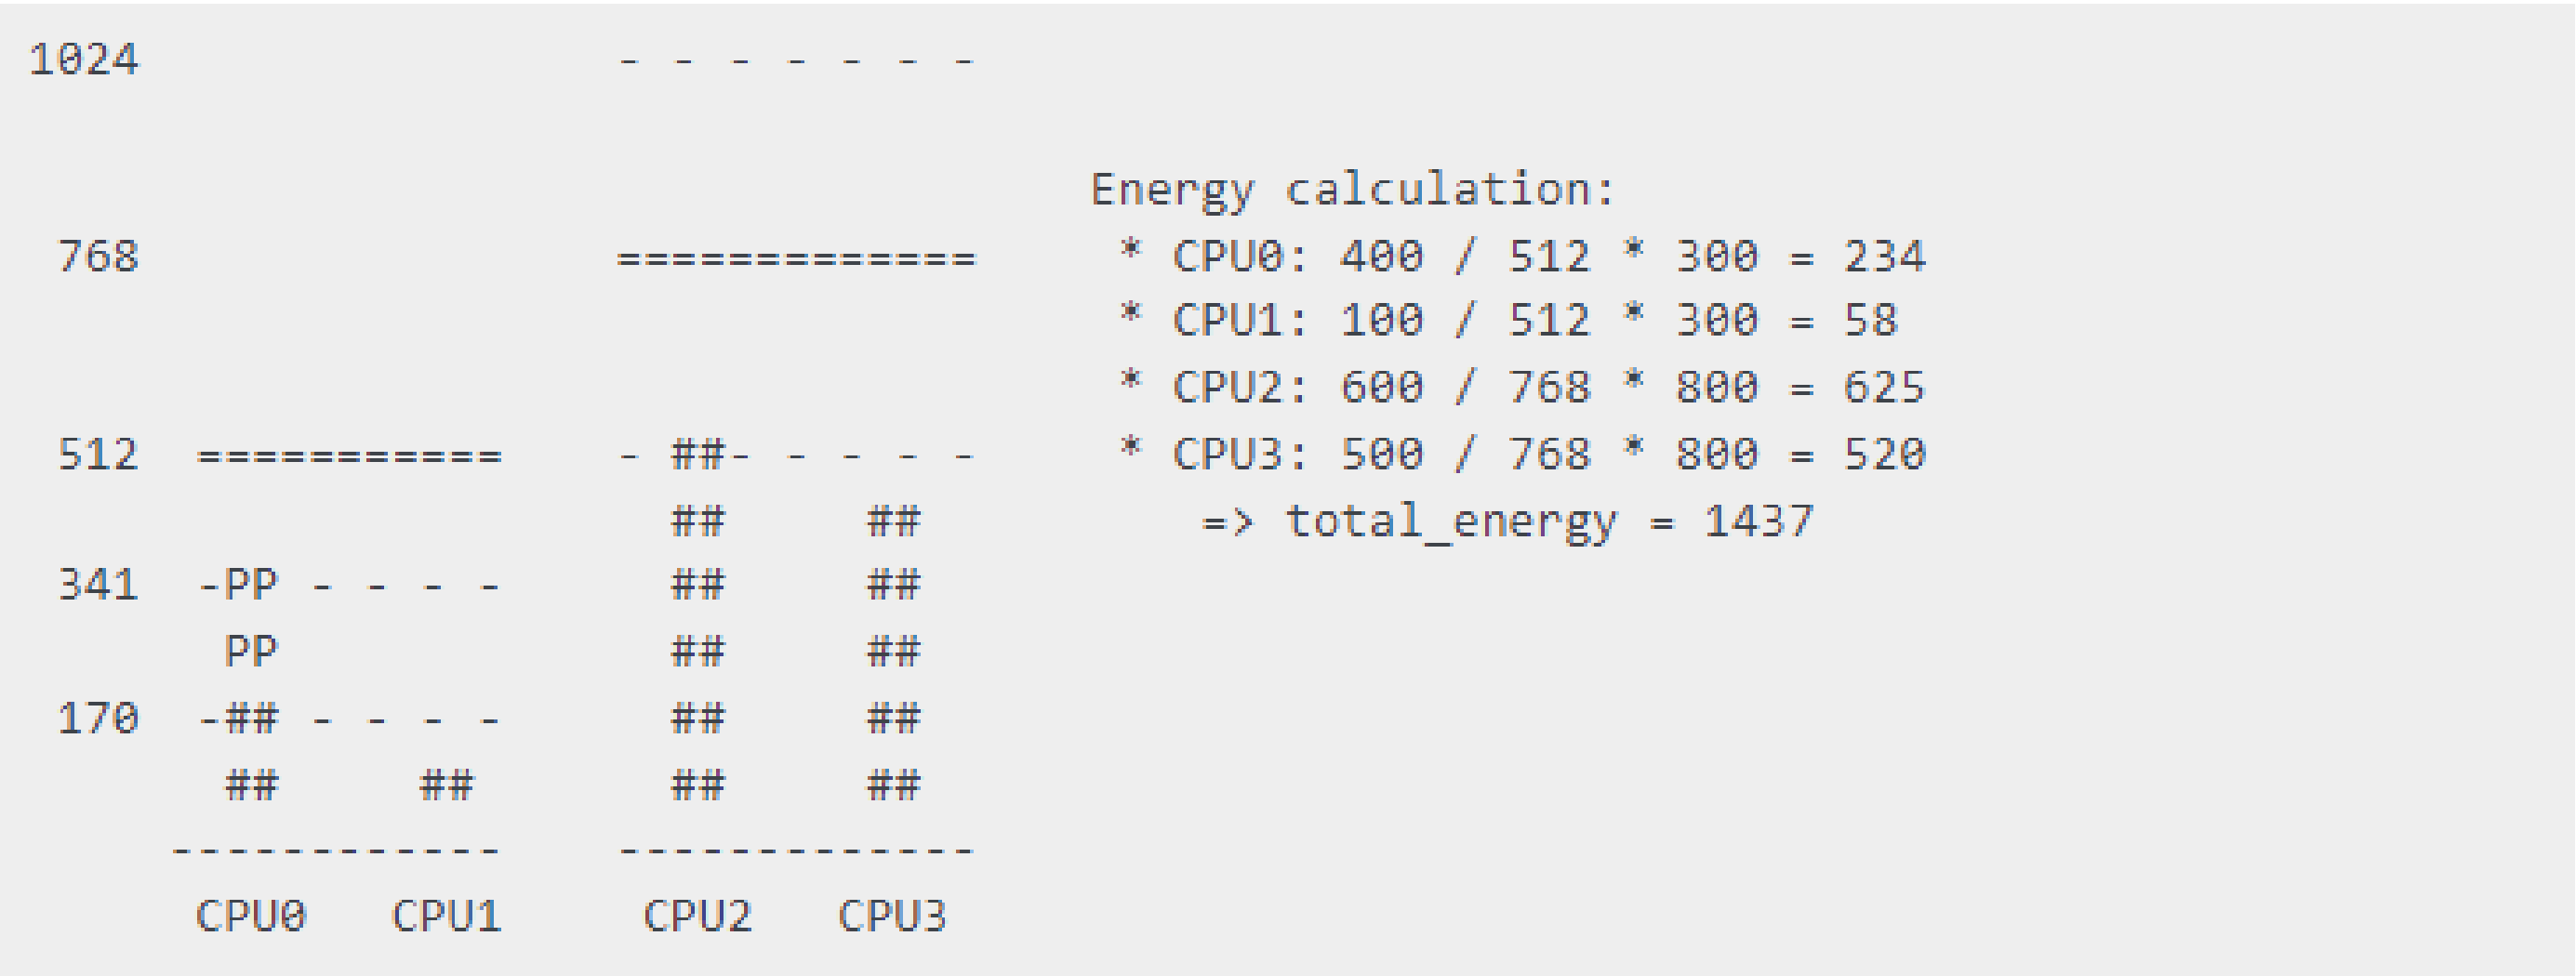 1024                 - - - - - - -
                                      Energy calculation:
 768                 =============     * CPU0: 400 / 512 * 300 = 234
                                       * CPU1: 100 / 512 * 300 = 58
                                       * CPU2: 600 / 768 * 800 = 625
 512  ===========    - ##- - - - -     * CPU3: 500 / 768 * 800 = 520
                       ##     ##          => total_energy = 1437
 341  -PP - - - -      ##     ##
       PP              ##     ##
 170  -## - - - -      ##     ##
       ##     ##       ##     ##
     ------------    -------------
      CPU0   CPU1     CPU2   CPU3